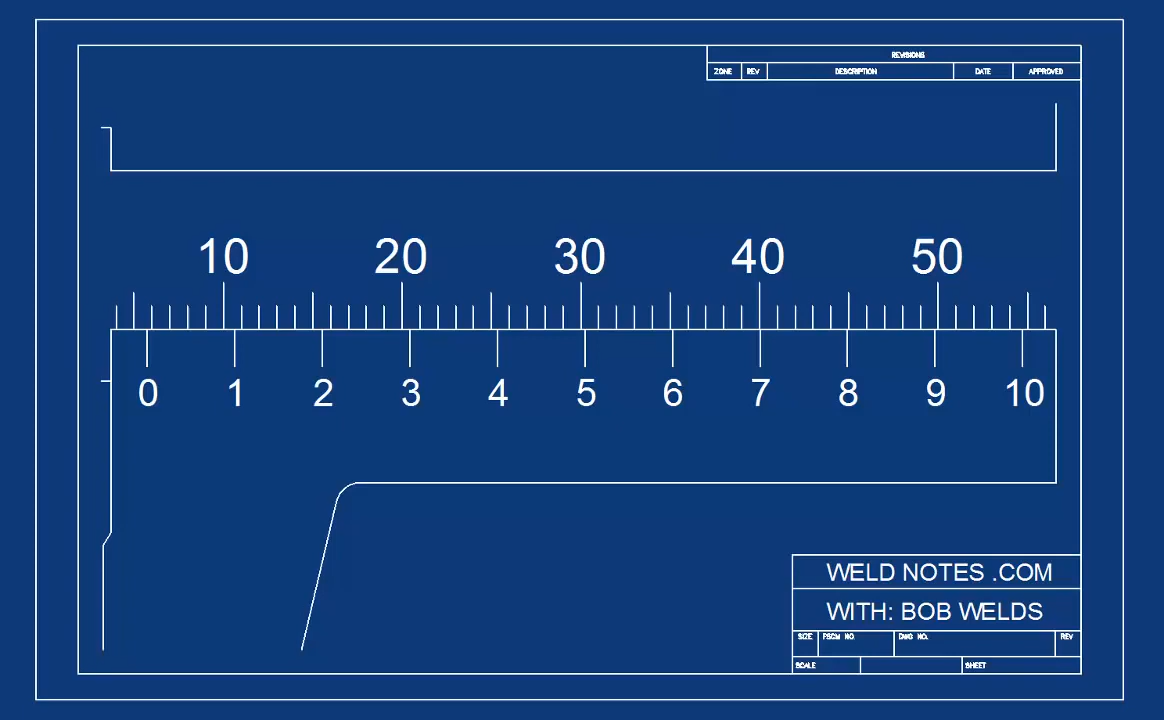 REVISIONS
ZONE REV DESCRIPTION DATE APPROVED
10 20 30 40 50
0 1 2 3 4 5 6 7 8 9 10
WELD NOTES .COM
WITH: BOB WELDS
SIZE FSCM NO. DWG NO. REV
SCALE SHEET